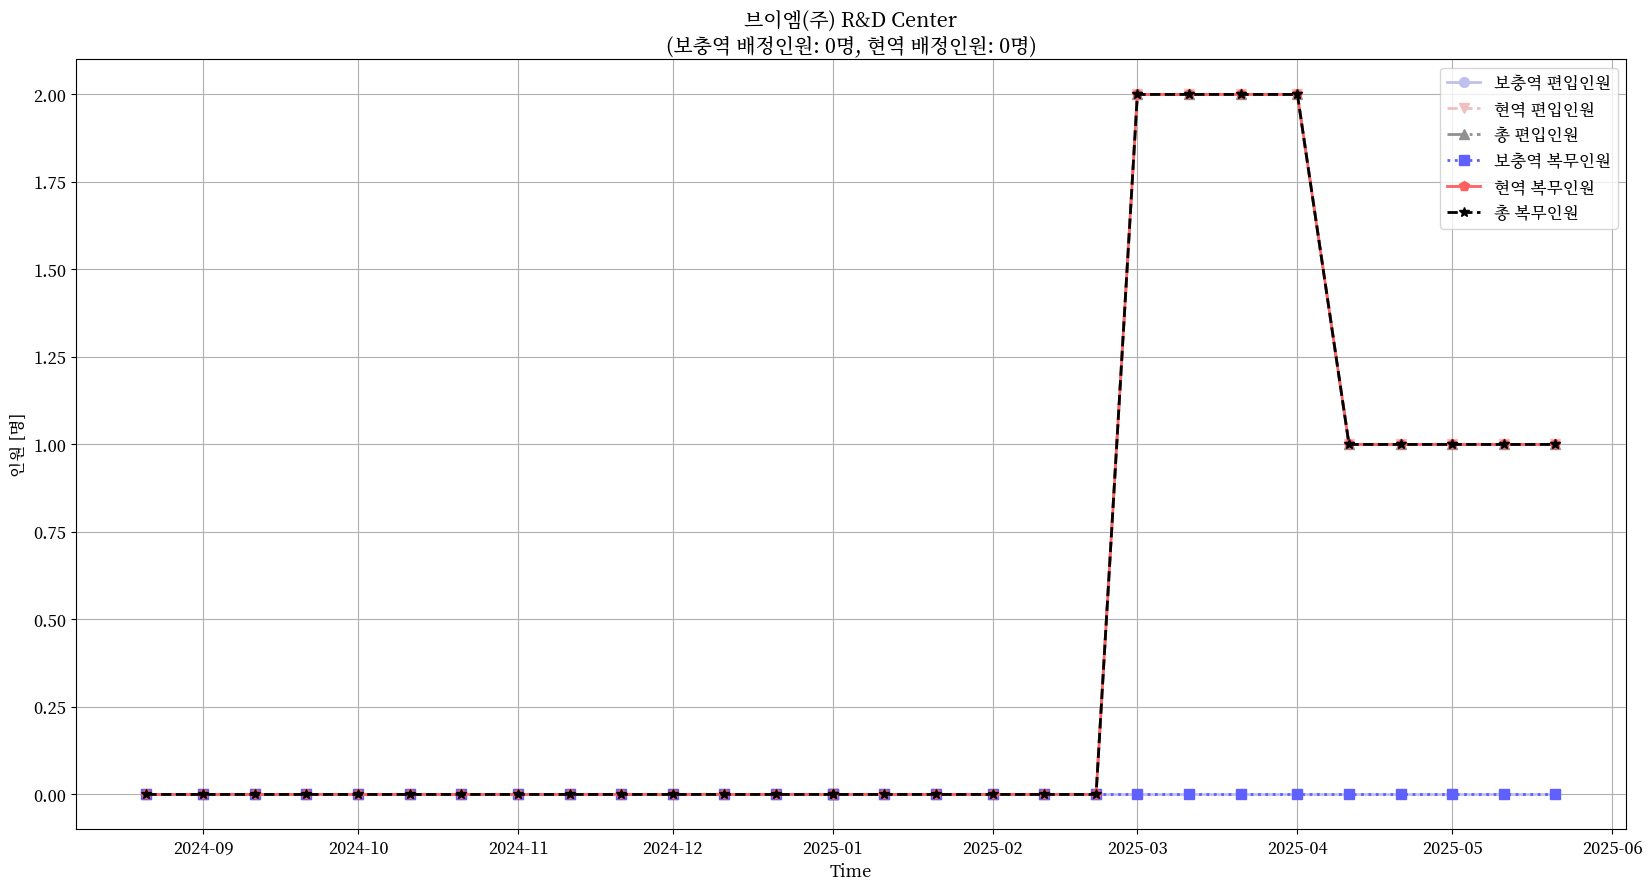 브이엠(주) R&D Center
(보충역 배정인원: 0명, 현역 배정인원: 0명)
보충역 편입인원
현역 편입인원
총 편입인원
보충역 복무인원
현역 복무인원
총 복무인원
2.00
1.75
1.50
1.25
1.00
0.75
0.50
0.25
0.00
인원 [명]
2024-09 2024-10 2024-11 2024-12 2025-01 2025-02 2025-03 2025-04 2025-05 2025-06
Time